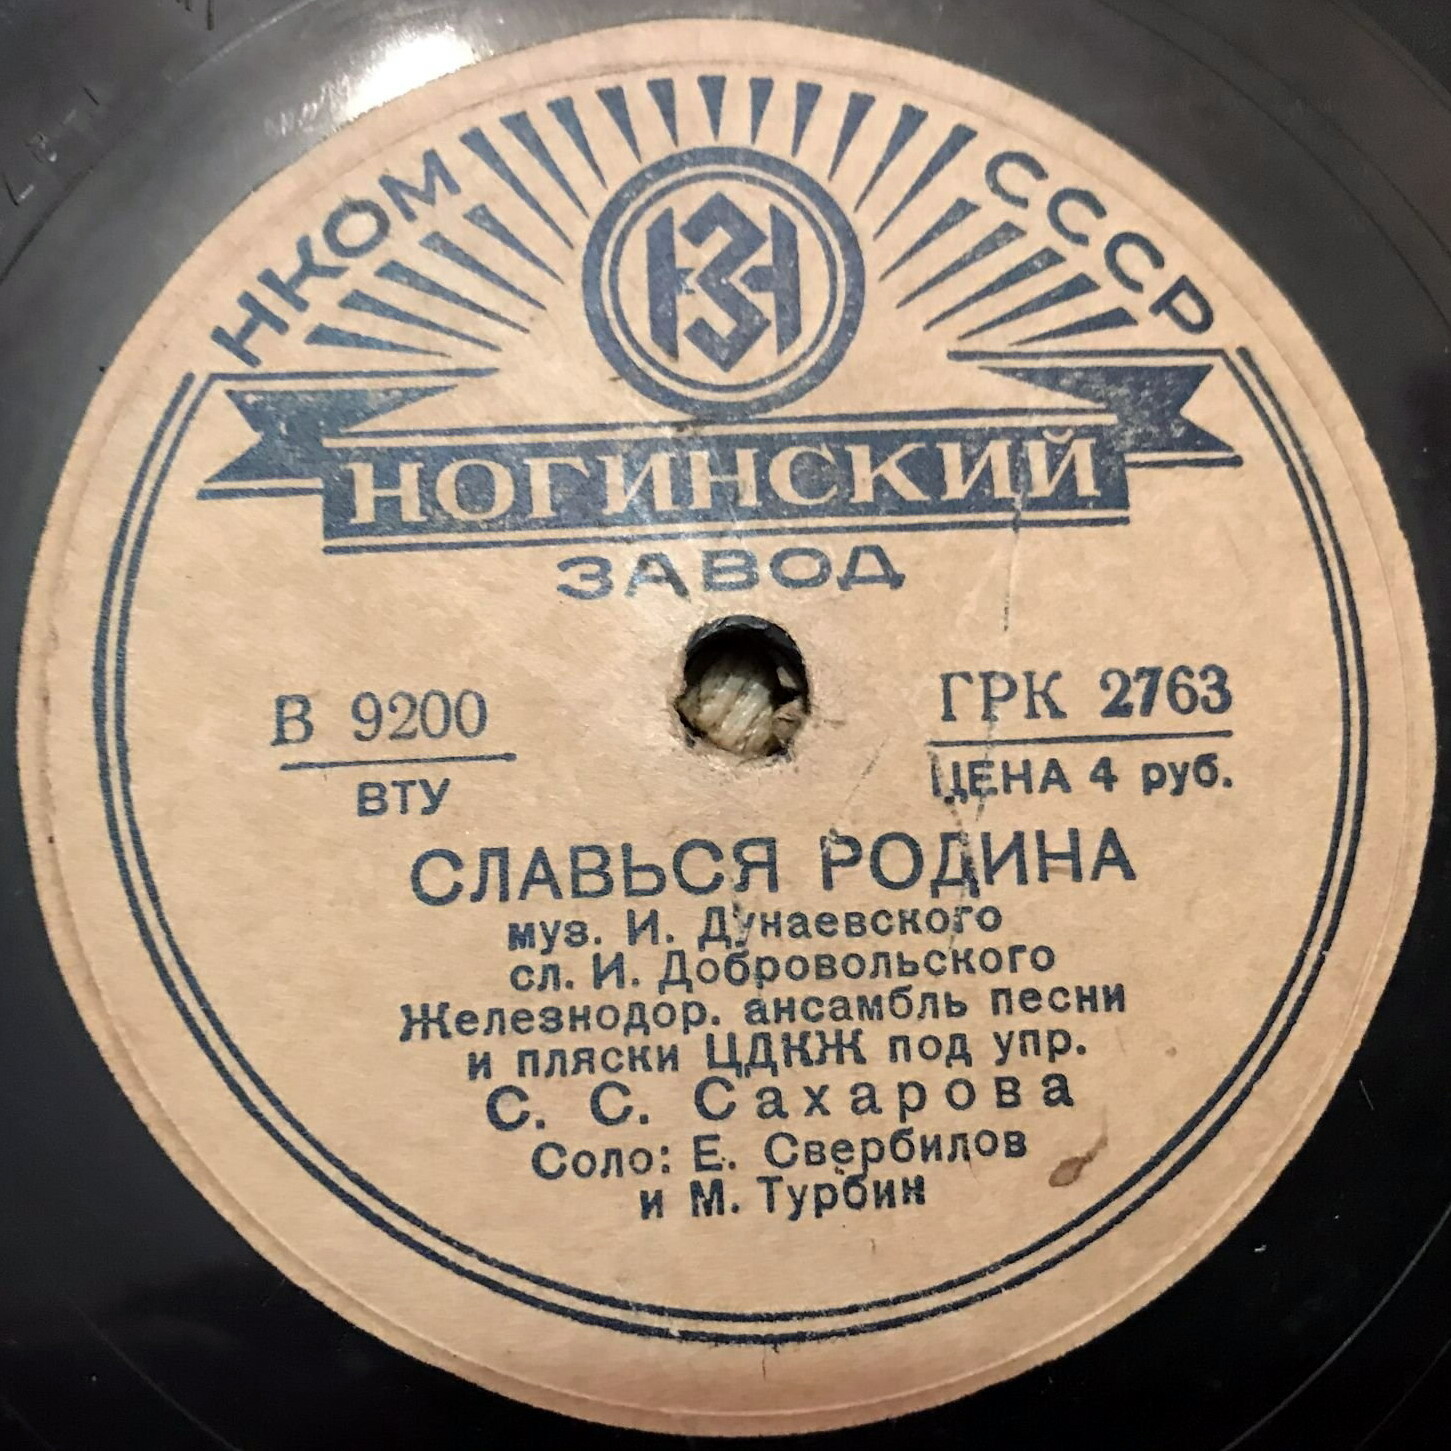 НКОМ СССР
НЗ
НОГИНСКИЙ
ЗАВОД
В 9200
ВТУ
ГРК 2763
ЦЕНА 4 руб.
СЛАВЬСЯ РОДИНА
муз. И. Дунаевского
сл. И. Добровольского
Железнодор. ансамбль песни
и пляски ЦДКЖ под упр.
С. С. Сахарова
Соло: Е. Свербилов
и М. Турбин